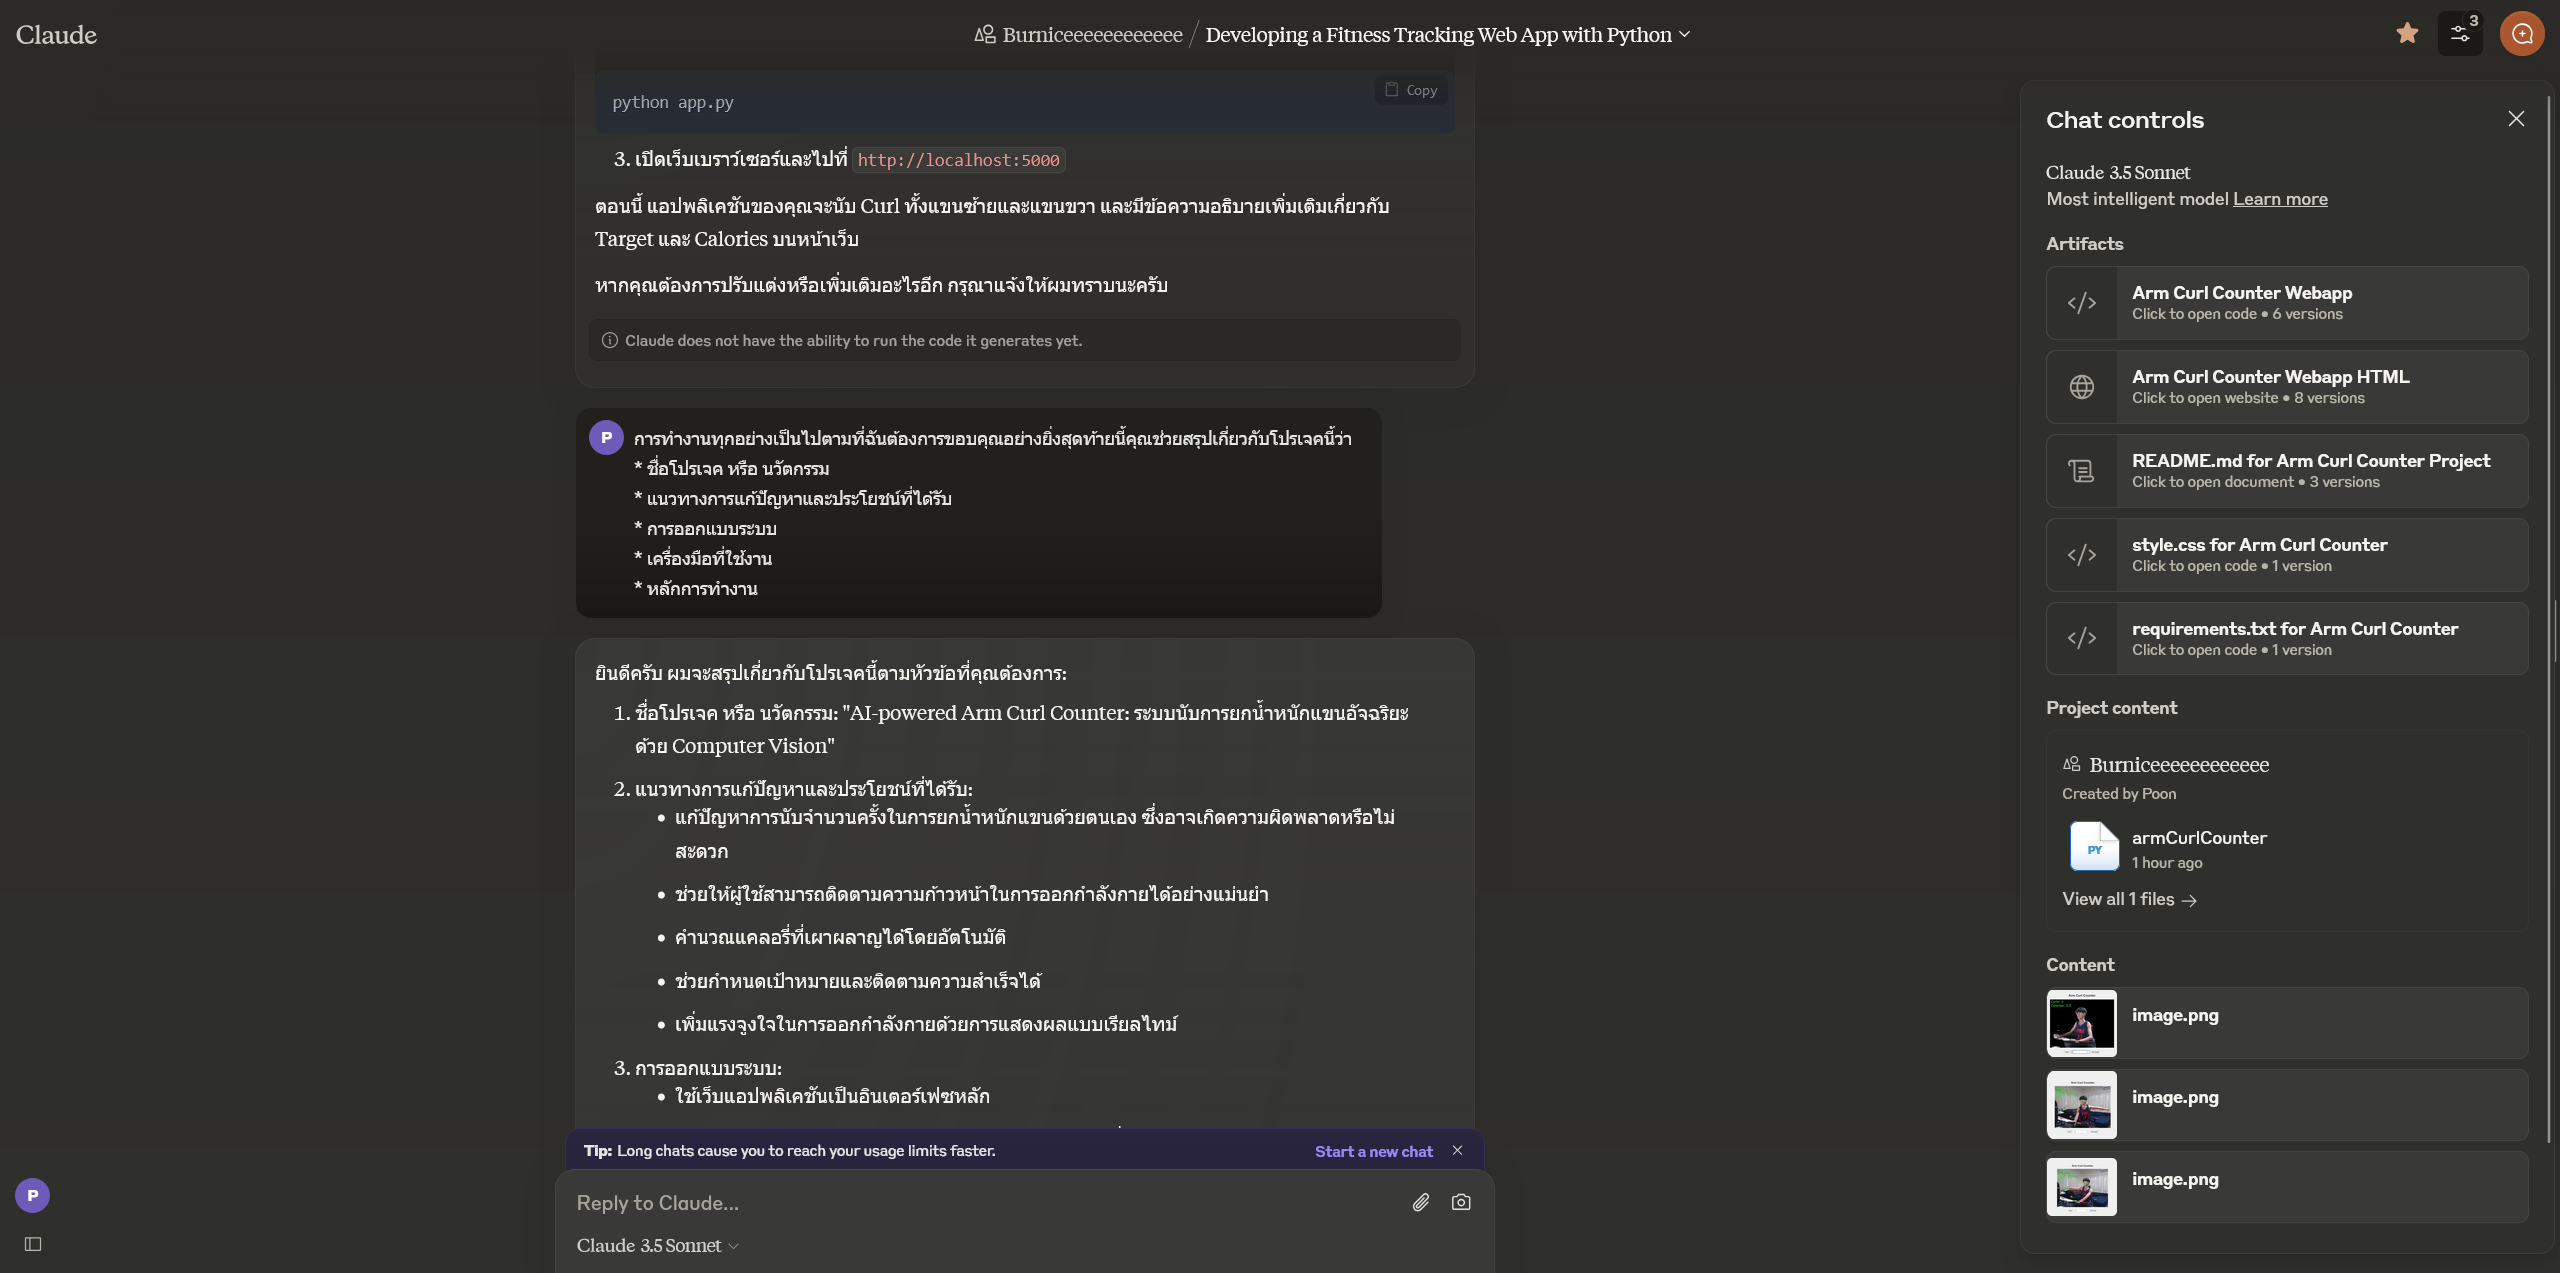 Claude
Burniceeeeeeeeeeeee / Developing a Fitness Tracking Web App with Python
3
python app.py
Copy
3. เปิดเว็บเบราว์เซอร์และไปที่ http://localhost:5000
ตอนนี้ แอปพลิเคชันของคุณจะนับ Curl ทั้งแขนซ้ายและแขนขวา และมีข้อความอธิบายเพิ่มเติมเกี่ยวกับ
Target และ Calories บนหน้าเว็บ
หากคุณต้องการปรับแต่งหรือเพิ่มเติมอะไรอีก กรุณาแจ้งให้ผมทราบนะครับ
Claude does not have the ability to run the code it generates yet.
P
การทำงานทุกอย่างเป็นไปตามที่ฉันต้องการขอบคุณอย่างยิ่งสุดท้ายนี้คุณช่วยสรุปเกี่ยวกับโปรเจคนี้ว่า
* ชื่อโปรเจค หรือ นวัตกรรม
* แนวทางการแก้ปัญหาและประโยชน์ที่ได้รับ
* การออกแบบระบบ
* เครื่องมือที่ใช้งาน
* หลักการทำงาน
ยินดีครับ ผมจะสรุปเกี่ยวกับโปรเจคนี้ตามหัวข้อที่คุณต้องการ:
1. ชื่อโปรเจค หรือ นวัตกรรม: "AI-powered Arm Curl Counter: ระบบนับการยกน้ำหนักแขนอัจฉริยะ
ด้วย Computer Vision"
2. แนวทางการแก้ปัญหาและประโยชน์ที่ได้รับ:
• แก้ปัญหาการนับจำนวนครั้งในการยกน้ำหนักแขนด้วยตนเอง ซึ่งอาจเกิดความผิดพลาดหรือไม่
สะดวก
• ช่วยให้ผู้ใช้สามารถติดตามความก้าวหน้าในการออกกำลังกายได้อย่างแม่นยำ
• คำนวณแคลอรี่ที่เผาผลาญได้โดยอัตโนมัติ
• ช่วยกำหนดเป้าหมายและติดตามความสำเร็จได้
• เพิ่มแรงจูงใจในการออกกำลังกายด้วยการแสดงผลแบบเรียลไทม์
3. การออกแบบระบบ:
• ใช้เว็บแอปพลิเคชันเป็นอินเตอร์เฟซหลัก
Tip: Long chats cause you to reach your usage limits faster.
Start a new chat
Reply to Claude...
Claude 3.5 Sonnet
P
Chat controls
Claude 3.5 Sonnet
Most intelligent model Learn more
Artifacts
Arm Curl Counter Webapp
Click to open code • 6 versions
Arm Curl Counter Webapp HTML
Click to open website • 8 versions
README.md for Arm Curl Counter Project
Click to open document • 3 versions
style.css for Arm Curl Counter
Click to open code • 1 version
requirements.txt for Arm Curl Counter
Click to open code • 1 version
Project content
Burniceeeeeeeeeeeee
Created by Poon
PY
armCurlCounter
1 hour ago
View all 1 files
Content
image.png
image.png
image.png